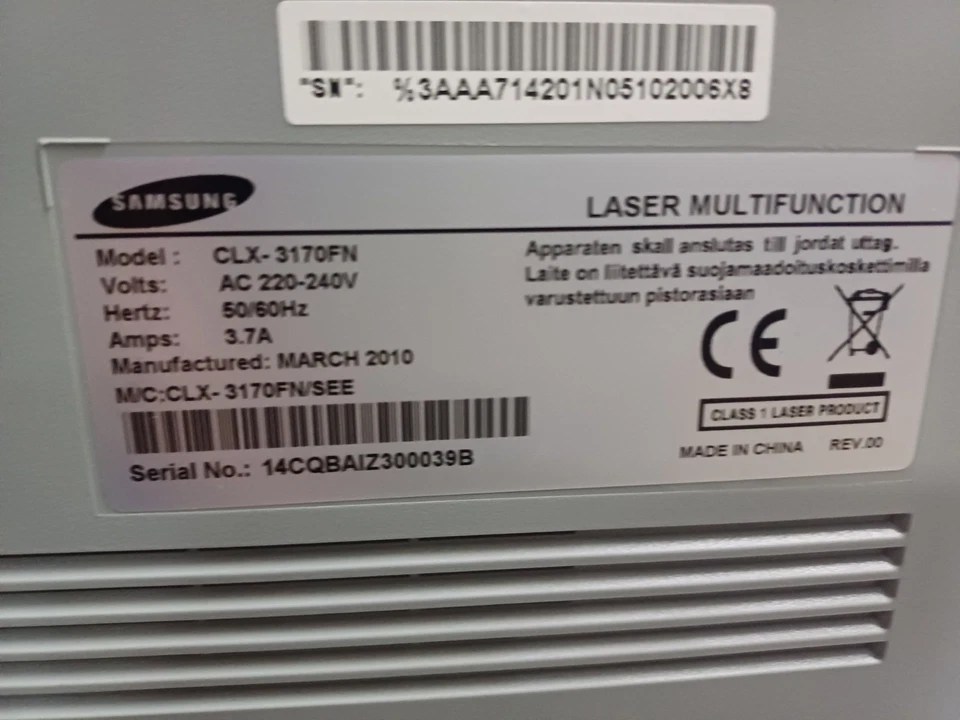 "SN": %3AAA714201N05102006X8
SAMSUNG
LASER MULTIFUNCTION
Model : CLX-3170FN
Volts: AC 220-240V
Hertz: 50/60Hz
Amps: 3.7A
Manufactured: MARCH 2010
M/C:CLX-3170FN/SEE
Serial No.: 14CQBAIZ300039B
Apparaten skall anslutas till jordat uttag.
Laite on liitettävä suojamaadoituskoskettimilla
varustettuun pistorasiaan
CE
CLASS 1 LASER PRODUCT
MADE IN CHINA REV.00